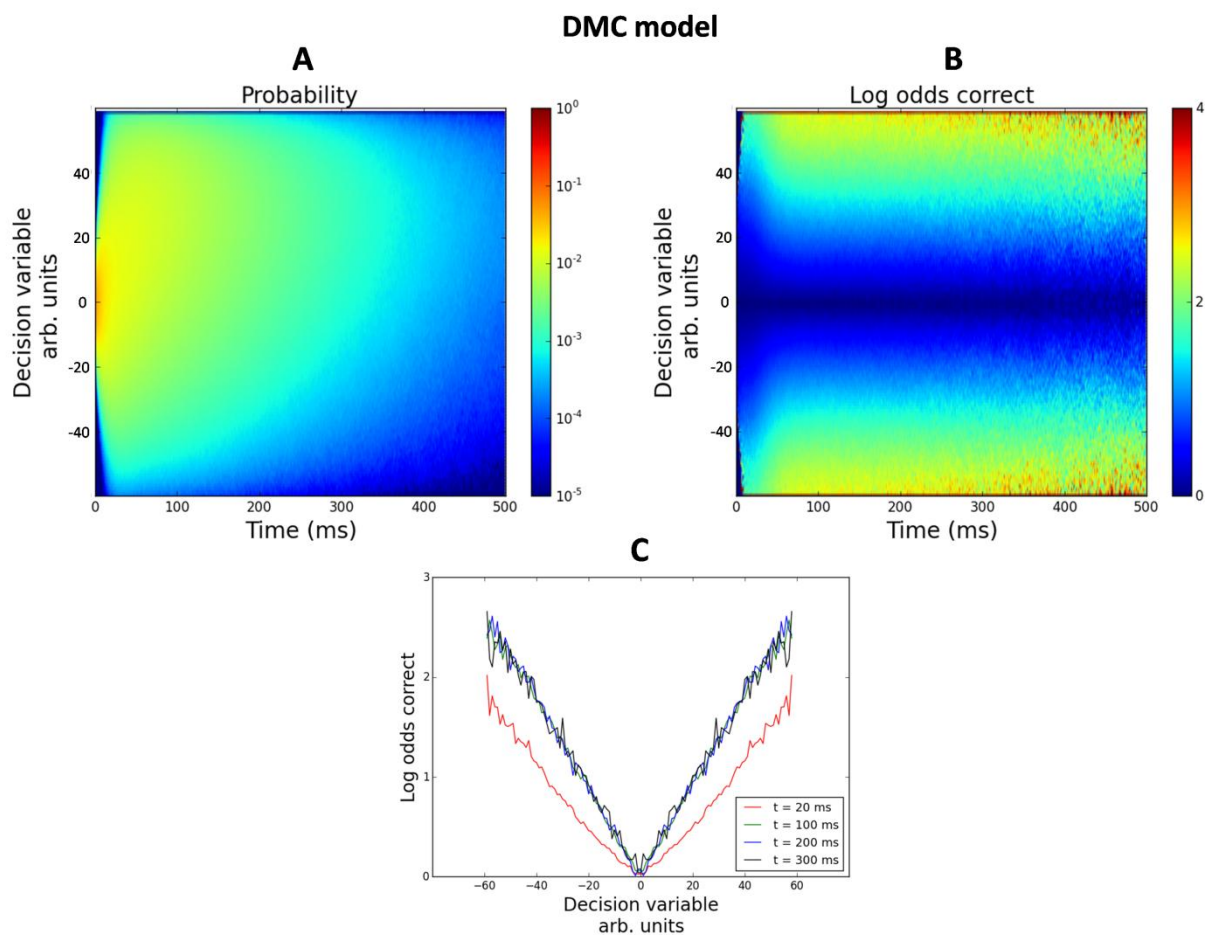 DMC model
A
Probability
Decision variable
arb. units
40
20
0
-20
-40
0 100 200 300 400 500
Time (ms)
10^0
10^-1
10^-2
10^-3
10^-4
10^-5
B
Log odds correct
Decision variable
arb. units
40
20
0
-20
-40
0 100 200 300 400 500
Time (ms)
4
2
0
C
Log odds correct
3
2
1
0
−60 −40 −20 0 20 40 60
Decision variable
arb. units
t = 20 ms
t = 100 ms
t = 200 ms
t = 300 ms